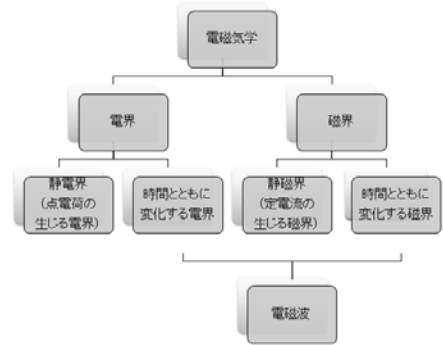 電磁気学
電界
磁界
静電界
(点電荷の
生じる電界)
時間とともに
変化する電界
静磁界
(定電流の
生じる磁界)
時間とともに
変化する磁界
電磁波